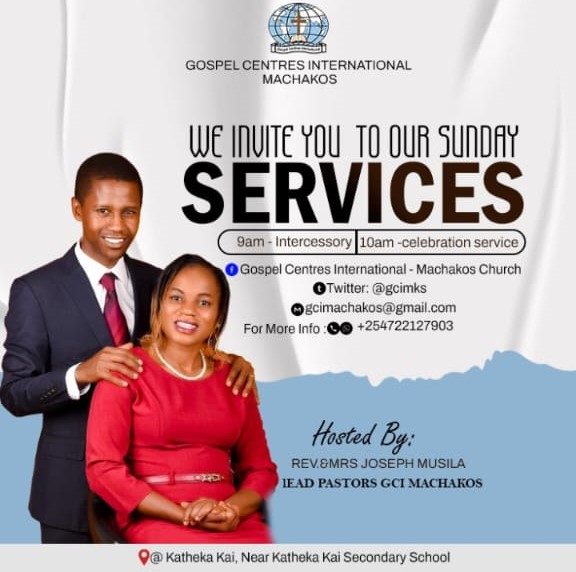 GOSPEL CENTRES INTERNATIONAL
MACHAKOS
WE INVITE YOU TO OUR SUNDAY
SERVICES
9am - Intercessory 10am -celebration service
Gospel Centres International - Machakos Church
Twitter: @gcimks
gcimachakos@gmail.com
For More Info : +254722127903
Hosted By:
REV.&MRS JOSEPH MUSILA
lEAD PASTORS GCI MACHAKOS
@ Katheka Kai, Near Katheka Kai Secondary School